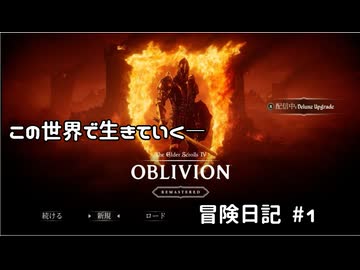 配信中: Deluxe Upgrade
この世界で生きていく―
The Elder Scrolls IV
OBLIVION
REMASTERED
続ける 新規 ロード
冒険日記 #1